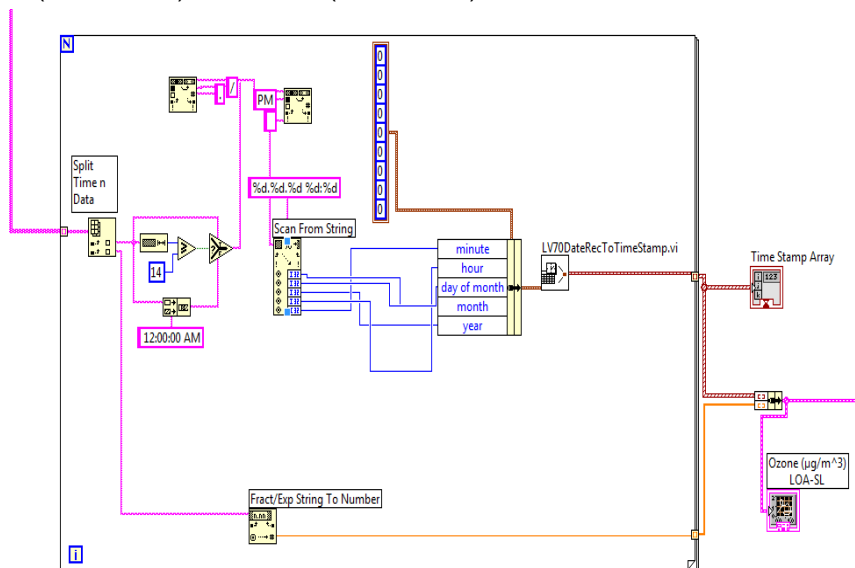 N
0
0
0
0
0
0
0
0
0
/
.
PM
Split
Time n
Data
%d.%d.%d %d:%d
Scan From String
14
12:00:00 AM
minute
hour
day of month
month
year
LV70DateRecToTimeStamp.vi
Time Stamp Array
Ozone (µg/m^3)
LOA-SL
Fract/Exp String To Number
i